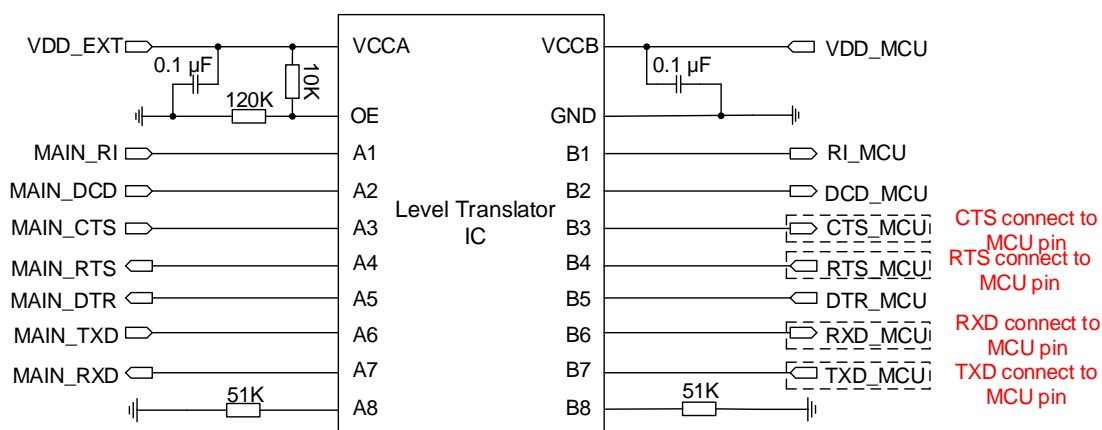 VDD_EXT
VCCA
VCCB
VDD_MCU
0.1 µF
10K
0.1 µF
120K
OE
GND
MAIN_RI
A1
B1
RI_MCU
MAIN_DCD
A2
B2
DCD_MCU
Level Translator
IC
MAIN_CTS
A3
B3
CTS_MCU
CTS connect to
MCU pin
MAIN_RTS
A4
B4
RTS_MCU
RTS connect to
MCU pin
MAIN_DTR
A5
B5
DTR_MCU
MAIN_TXD
A6
B6
RXD_MCU
RXD connect to
MCU pin
MAIN_RXD
A7
B7
TXD_MCU
TXD connect to
MCU pin
51K
A8
B8
51K